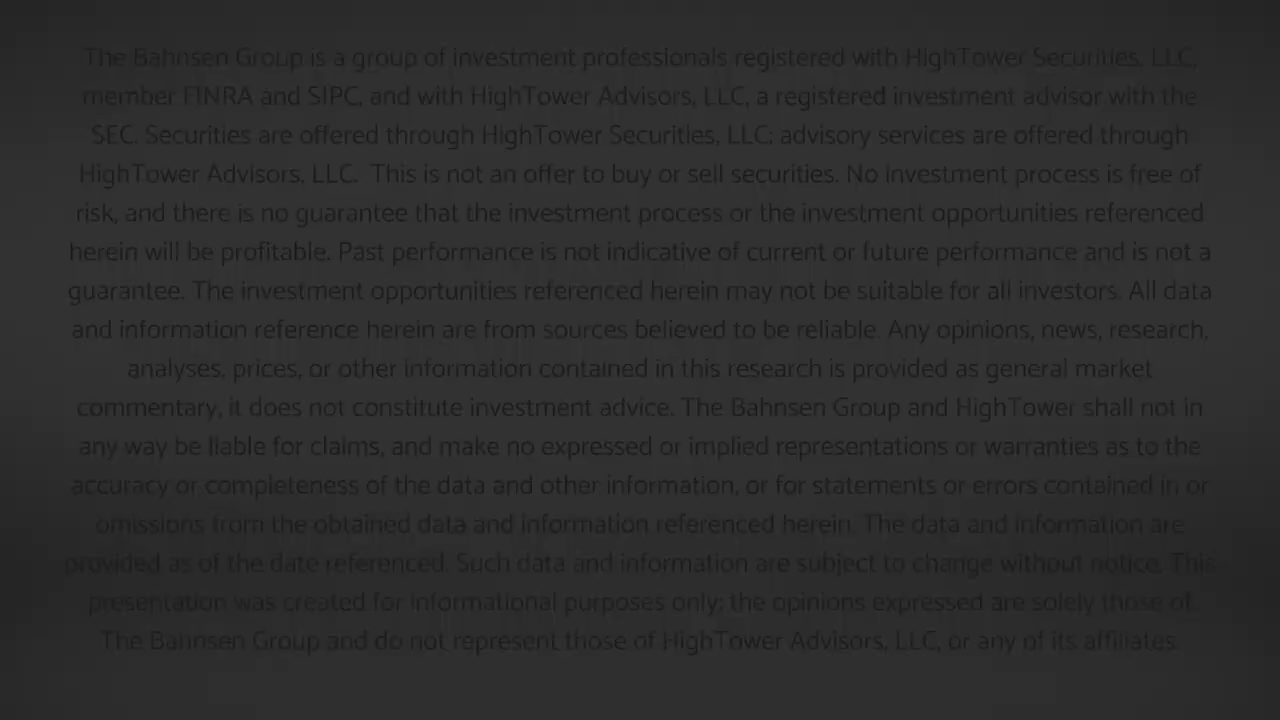 The Bahnsen Group is a group of investment professionals registered with HighTower Securities, LLC,
member FINRA and SIPC, and with HighTower Advisors, LLC, a registered investment advisor with the
SEC. Securities are offered through HighTower Securities, LLC; advisory services are offered through
HighTower Advisors, LLC. This is not an offer to buy or sell securities. No investment process is free of
risk, and there is no guarantee that the investment process or the investment opportunities referenced
herein will be profitable. Past performance is not indicative of current or future performance and is not a
guarantee. The investment opportunities referenced herein may not be suitable for all investors. All data
and information reference herein are from sources believed to be reliable. Any opinions, news, research,
analyses, prices, or other information contained in this research is provided as general market
commentary, it does not constitute investment advice. The Bahnsen Group and HighTower shall not in
any way be liable for claims, and make no expressed or implied representations or warranties as to the
accuracy or completeness of the data and other information, or for statements or errors contained in or
omissions from the obtained data and information referenced herein. The data and information are
provided as of the date referenced. Such data and information are subject to change without notice. This
presentation was created for informational purposes only; the opinions expressed are solely those of
The Bahnsen Group and do not represent those of HighTower Advisors, LLC, or any of its affiliates.